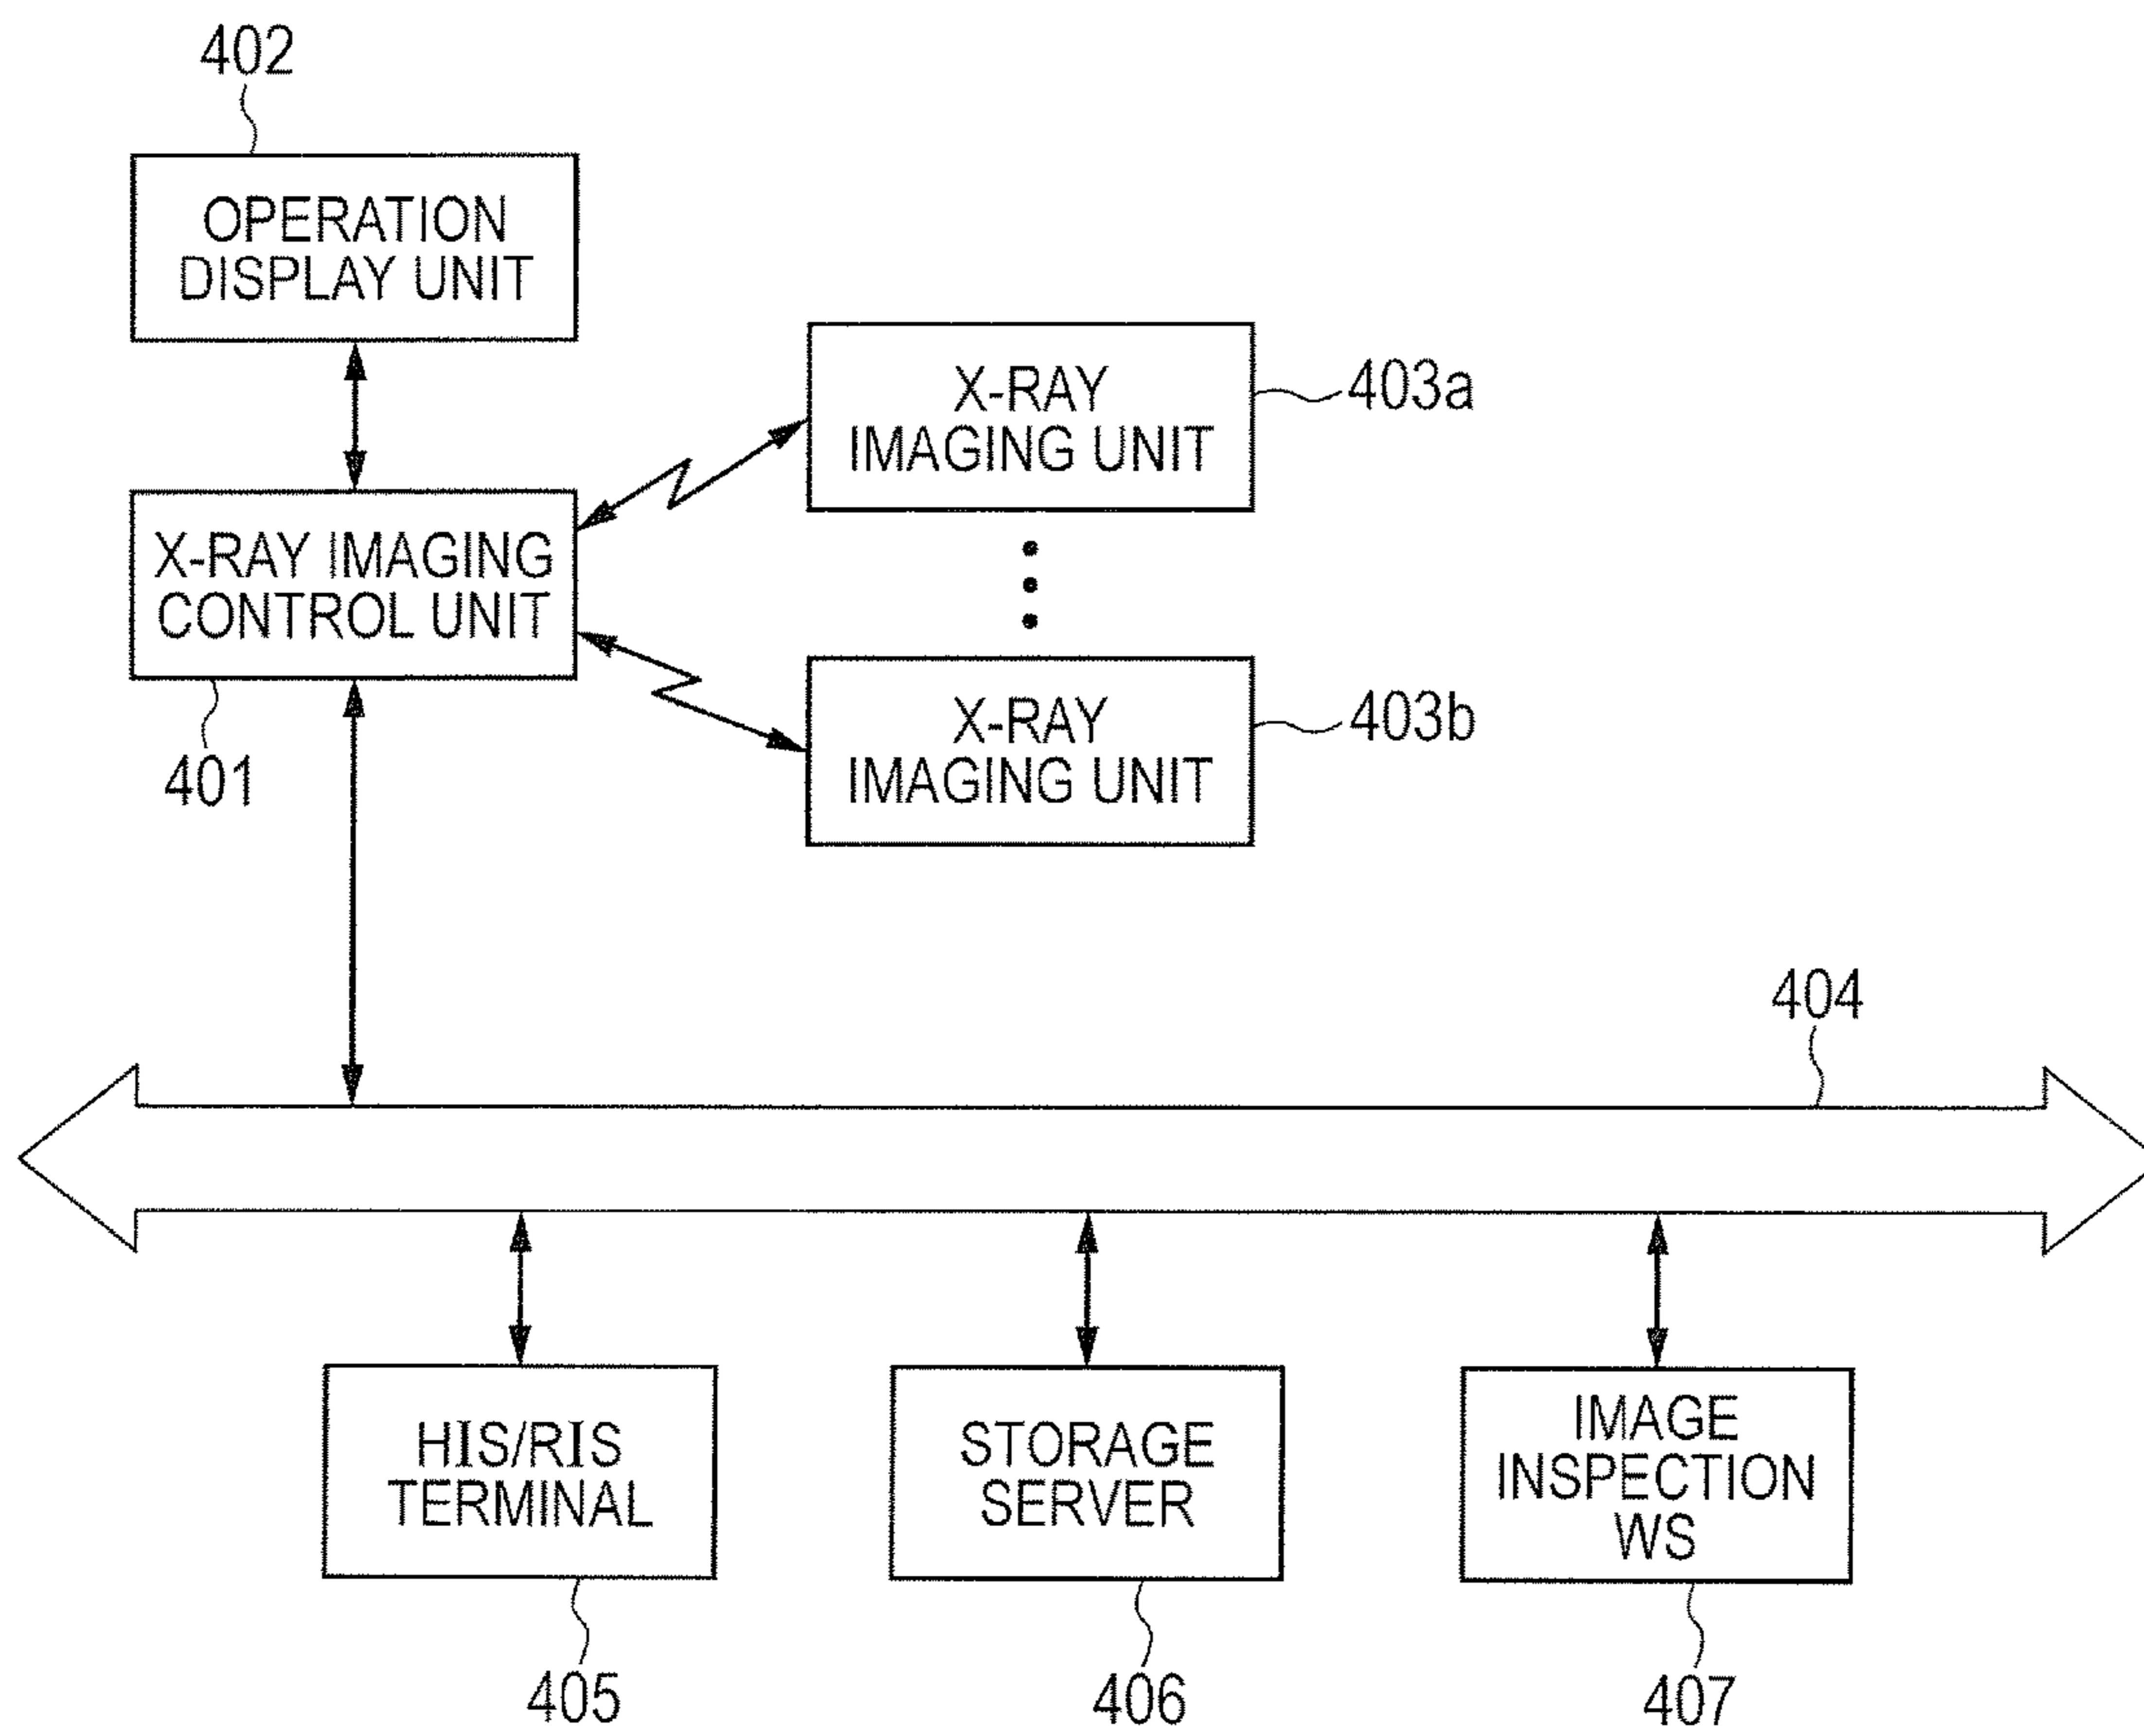 402
OPERATION
DISPLAY UNIT
X-RAY
IMAGING UNIT
403a
X-RAY IMAGING
CONTROL UNIT
401
X-RAY
IMAGING UNIT
403b
404
HIS/RIS
TERMINAL
405
STORAGE
SERVER
406
IMAGE
INSPECTION
WS
407